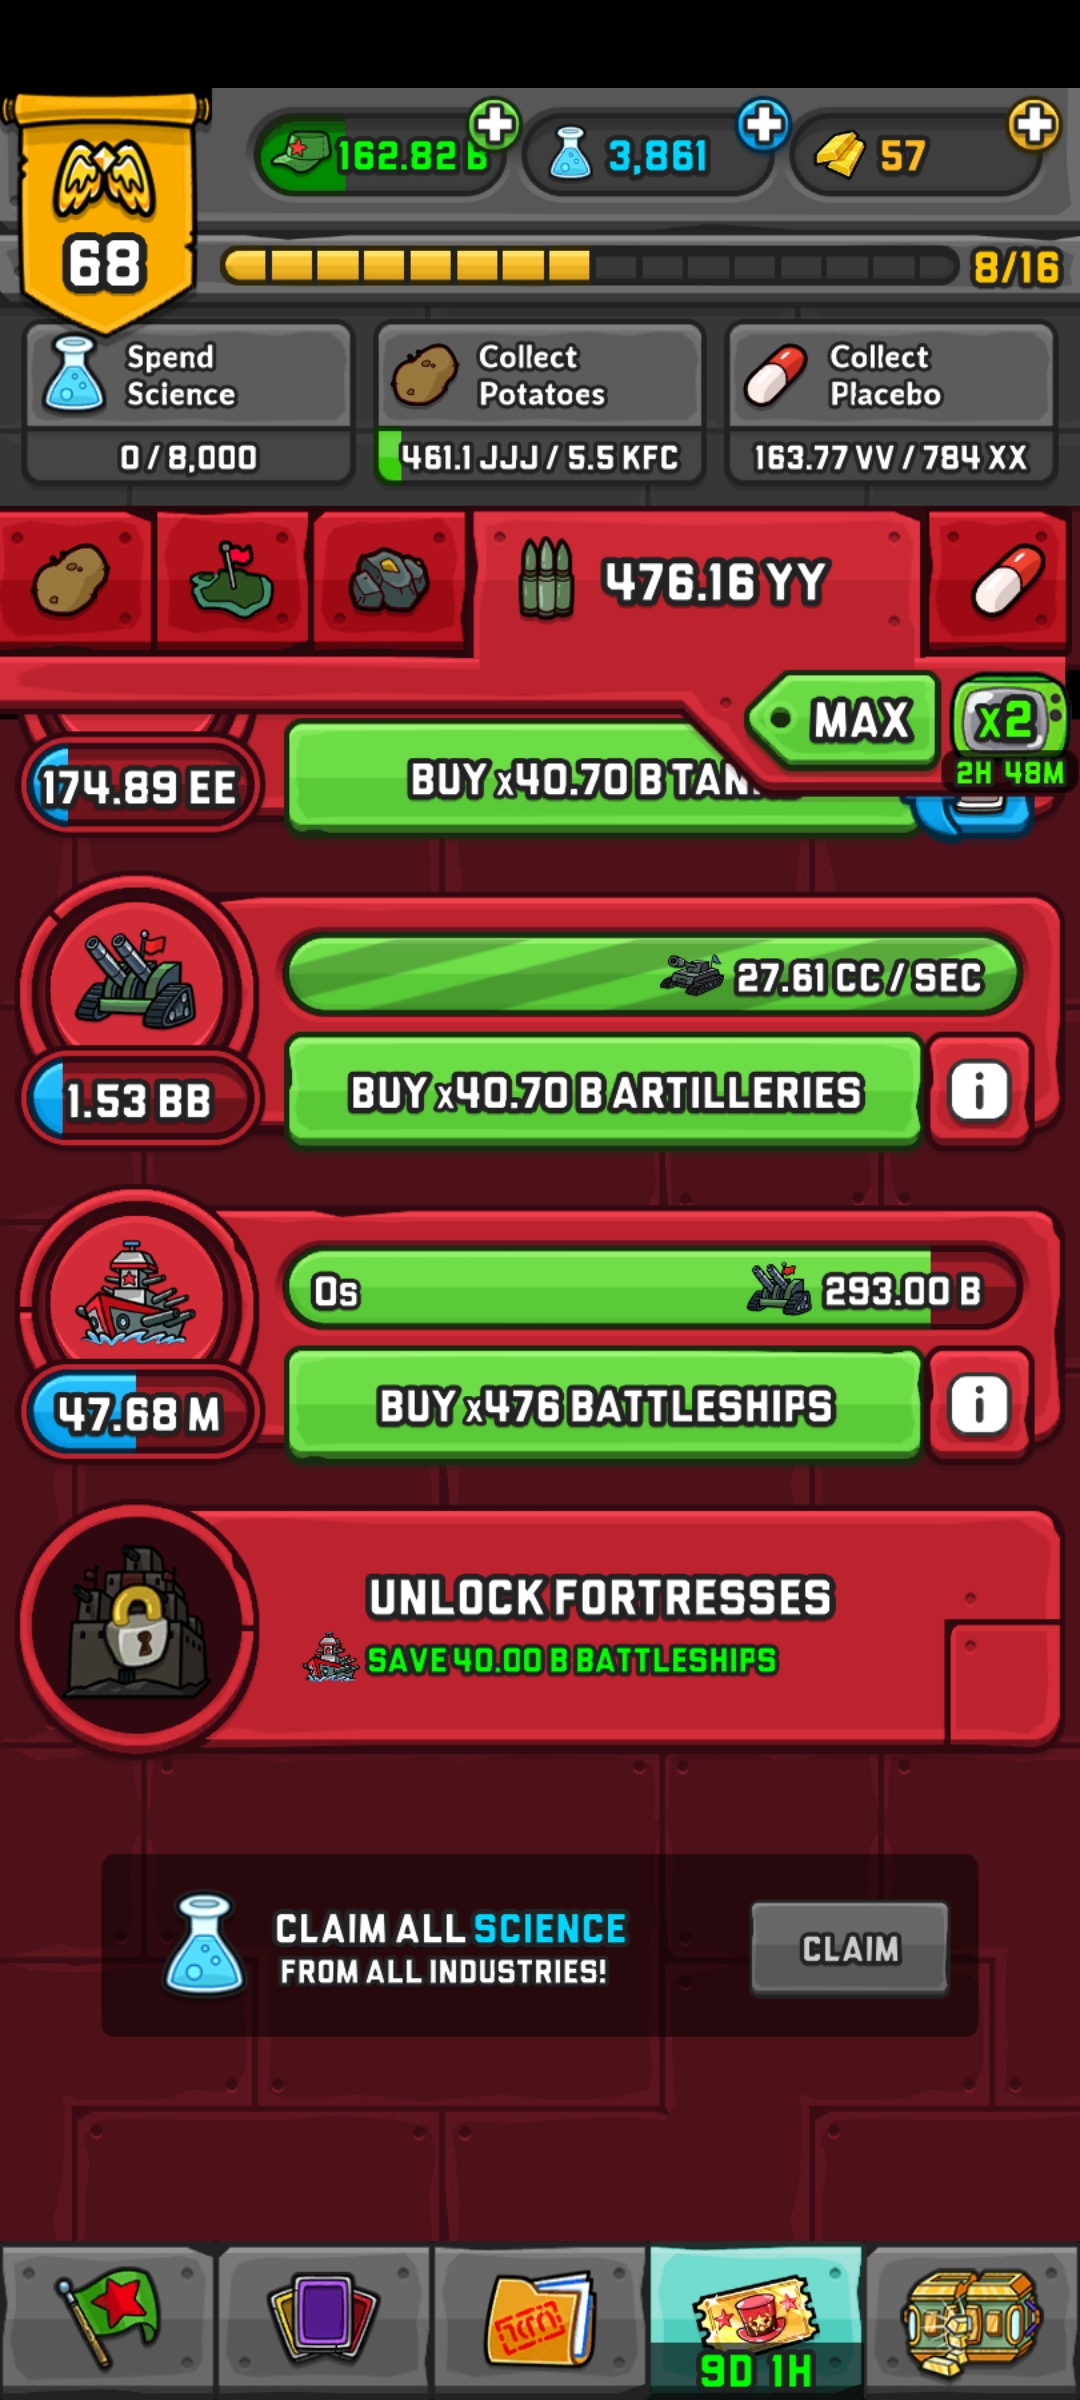 162.82 B
3,861
57
68
8/16
Spend
Science
0 / 8,000
Collect
Potatoes
461.1 JJJ / 5.5 KFC
Collect
Placebo
163.77 VV / 784 XX
476.16 YY
MAX
x2
2H 48M
174.89 EE
BUY x40.70 B
27.61 CC / SEC
1.53 BB
BUY x40.70 B ARTILLERIES
0s
293.00 B
47.68 M
BUY x476 BATTLESHIPS
UNLOCK FORTRESSES
SAVE 40.00 B BATTLESHIPS
CLAIM ALL SCIENCE
FROM ALL INDUSTRIES!
CLAIM
9D 1H